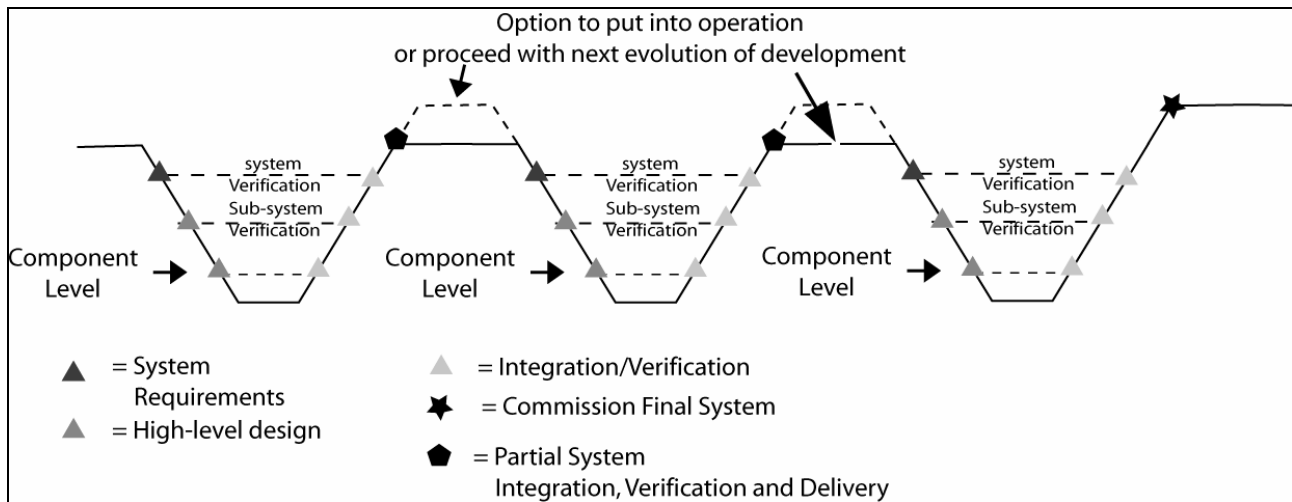 Option to put into operation
or proceed with next evolution of development
system
Verification
Sub-system
Verification
Component
Level
system
Verification
Sub-system
Verification
Component
Level
system
Verification
Sub-system
Verification
Component
Level
= System
Requirements
= High-level design
= Integration/Verification
= Commission Final System
= Partial System
Integration, Verification and Delivery